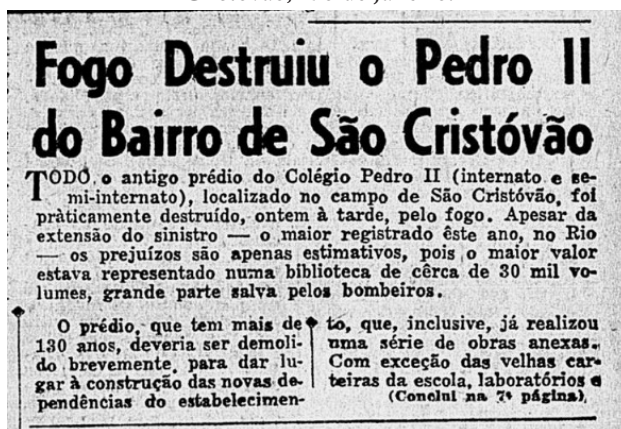 Fogo Destruiu o Pedro II
do Bairro de São Cristóvão
TODO o antigo prédio do Colégio Pedro II (internato e se-
mi-internato), localizado no campo de São Cristóvão, foi
pràticamente destruído, ontem à tarde, pelo fogo. Apesar da
extensão do sinistro — o maior registrado êste ano, no Rio
— os prejuízos são apenas estimativos, pois o maior valor
estava representado numa biblioteca de cêrca de 30 mil vo-
lumes, grande parte salva pelos bombeiros.
O prédio, que tem mais de
130 anos, deveria ser demoli-
do brevemente, para dar lu-
gar à construção das novas de-
pendências do estabelecimen-
to, que, inclusive, já realizou
uma série de obras anexas.
Com exceção das velhas car-
teiras da escola, laboratórios e
(Conclui na 7ª página).